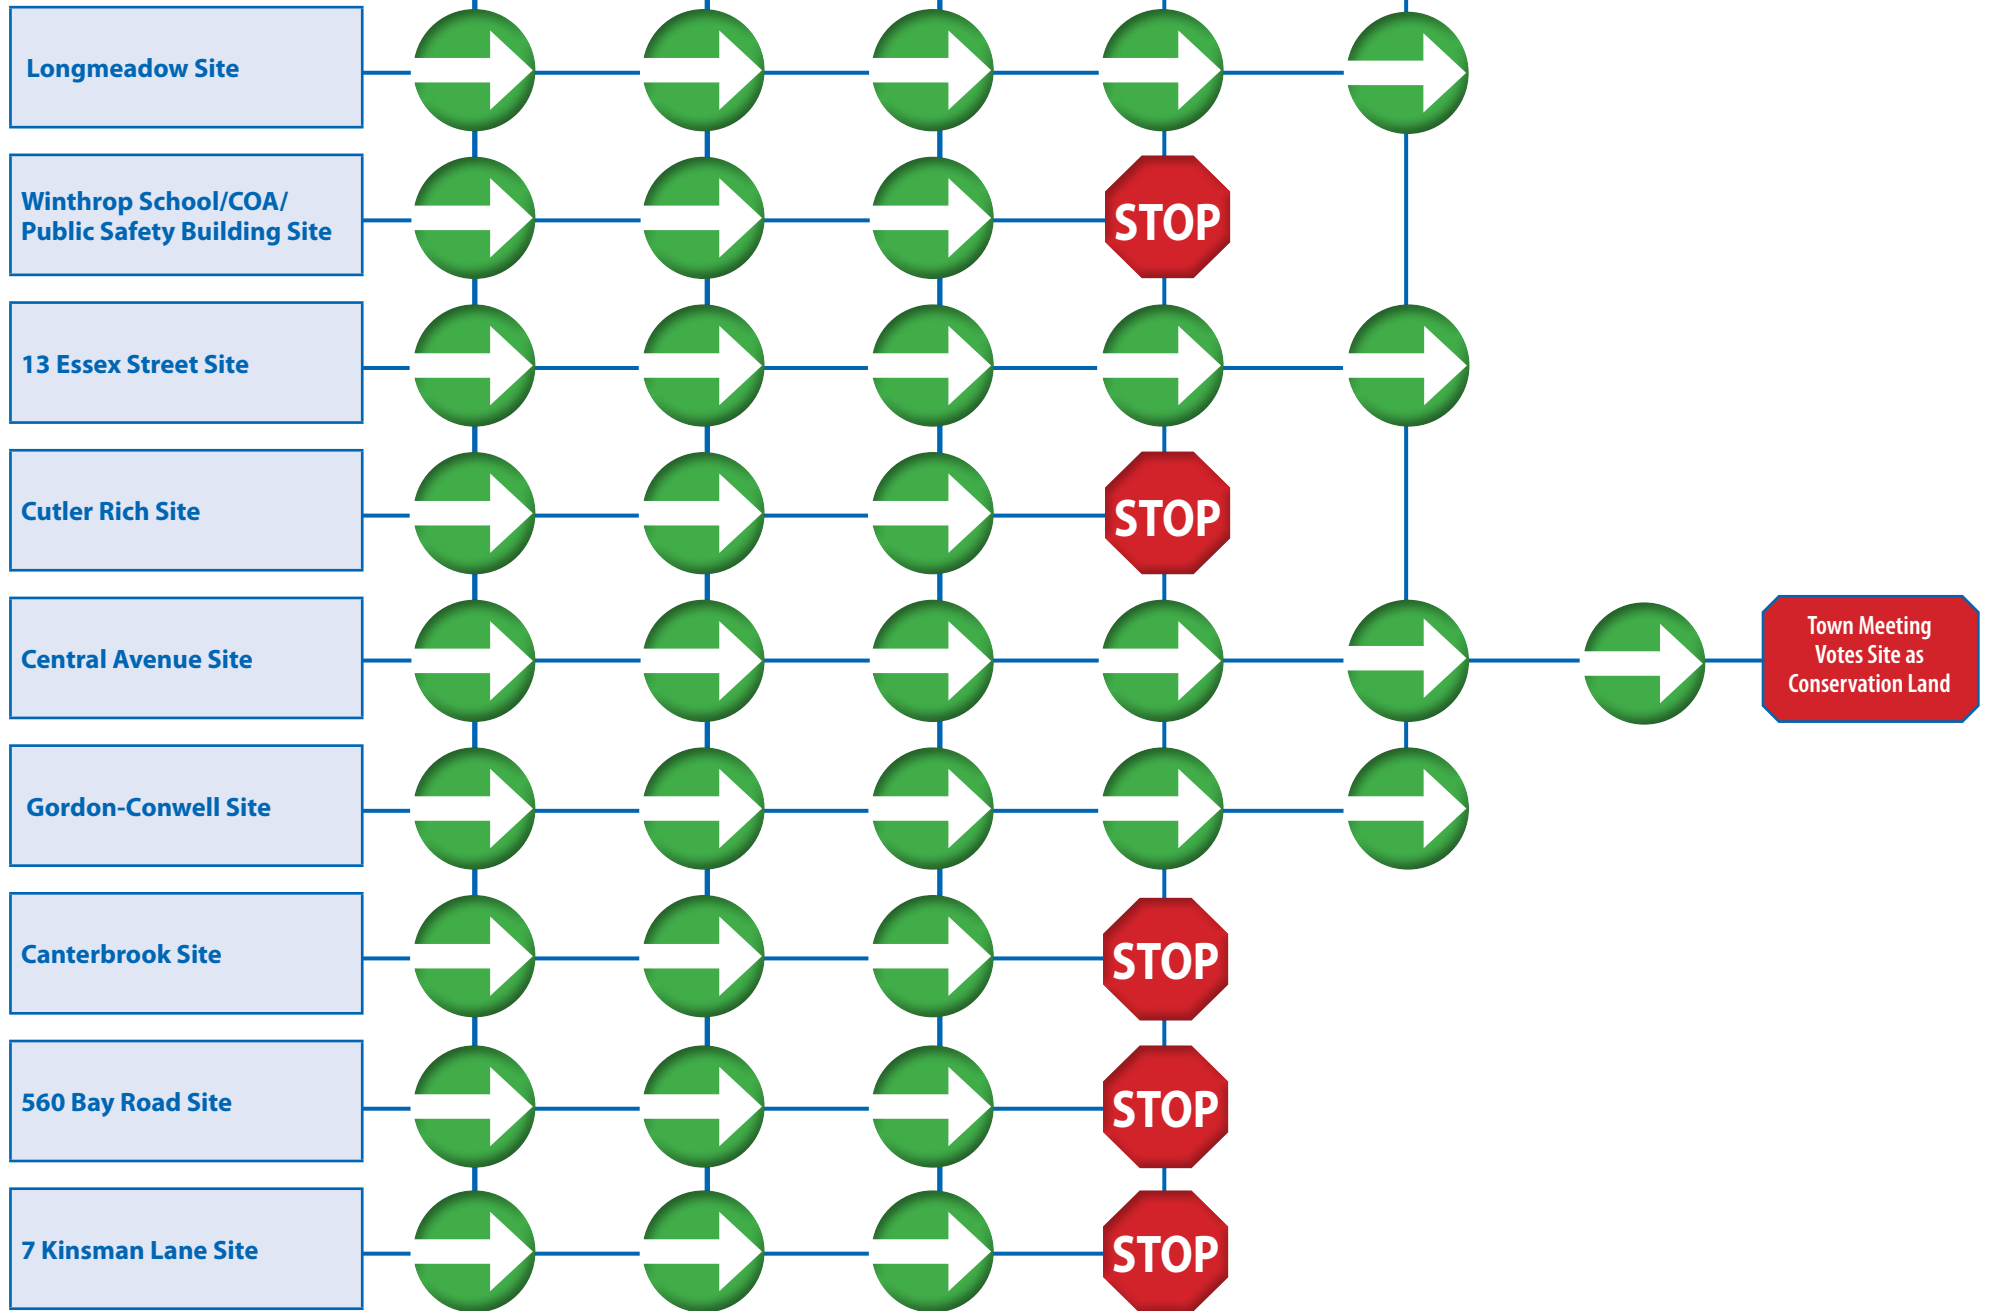 Longmeadow Site
Winthrop School/COA/
Public Safety Building Site
STOP
13 Essex Street Site
Cutler Rich Site
STOP
Central Avenue Site
Town Meeting
Votes Site as
Conservation Land
Gordon-Conwell Site
Canterbrook Site
STOP
560 Bay Road Site
STOP
7 Kinsman Lane Site
STOP